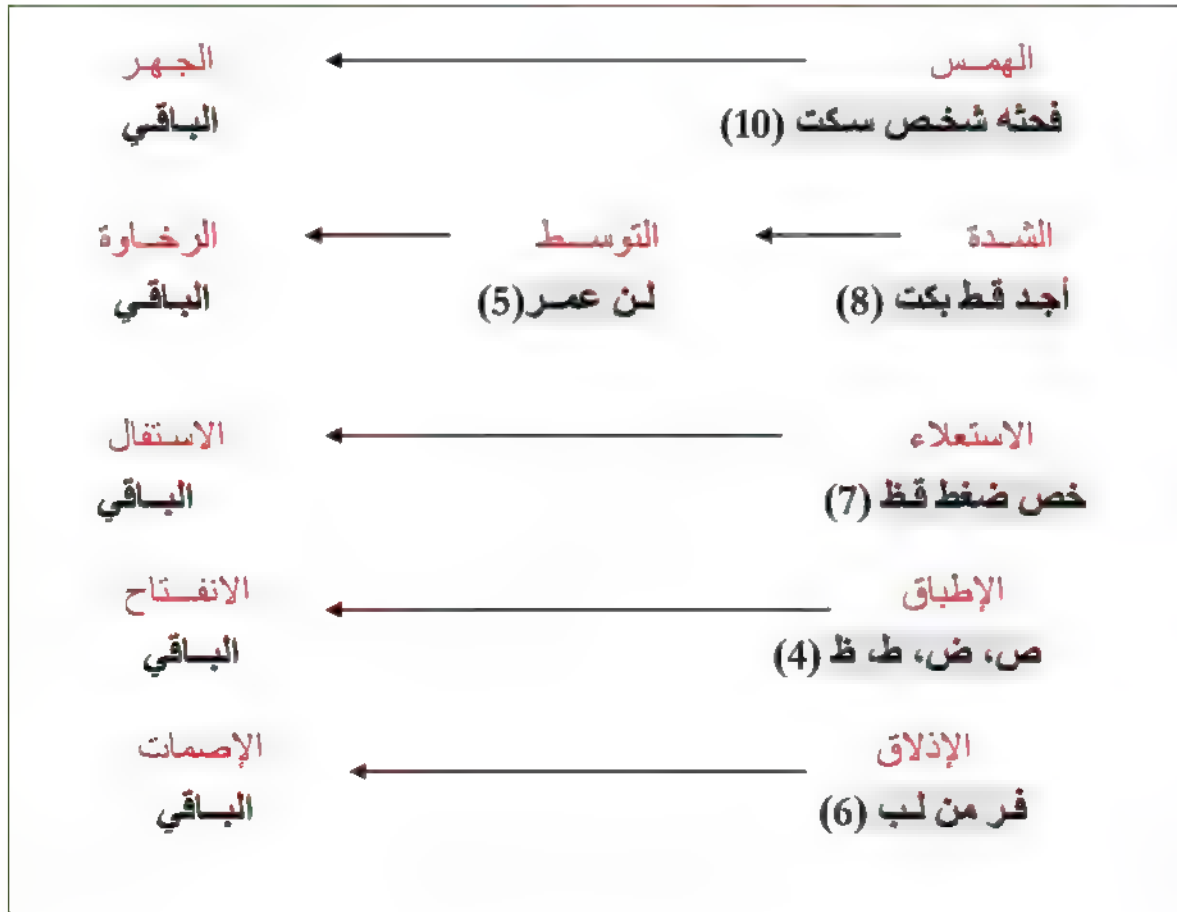 الهمس الجهر
فحثه شخص سكت (10) الباقي
الشدة التوسط الرخاوة
أجد قط بكت (8) لن عمر (5) الباقي
الاستعلاء الاستفال
خص ضغط قظ (7) الباقي
الإطباق الانفتاح
ص، ض، ط، ظ (4) الباقي
الإذلاق الإصمات
فر من لب (6) الباقي